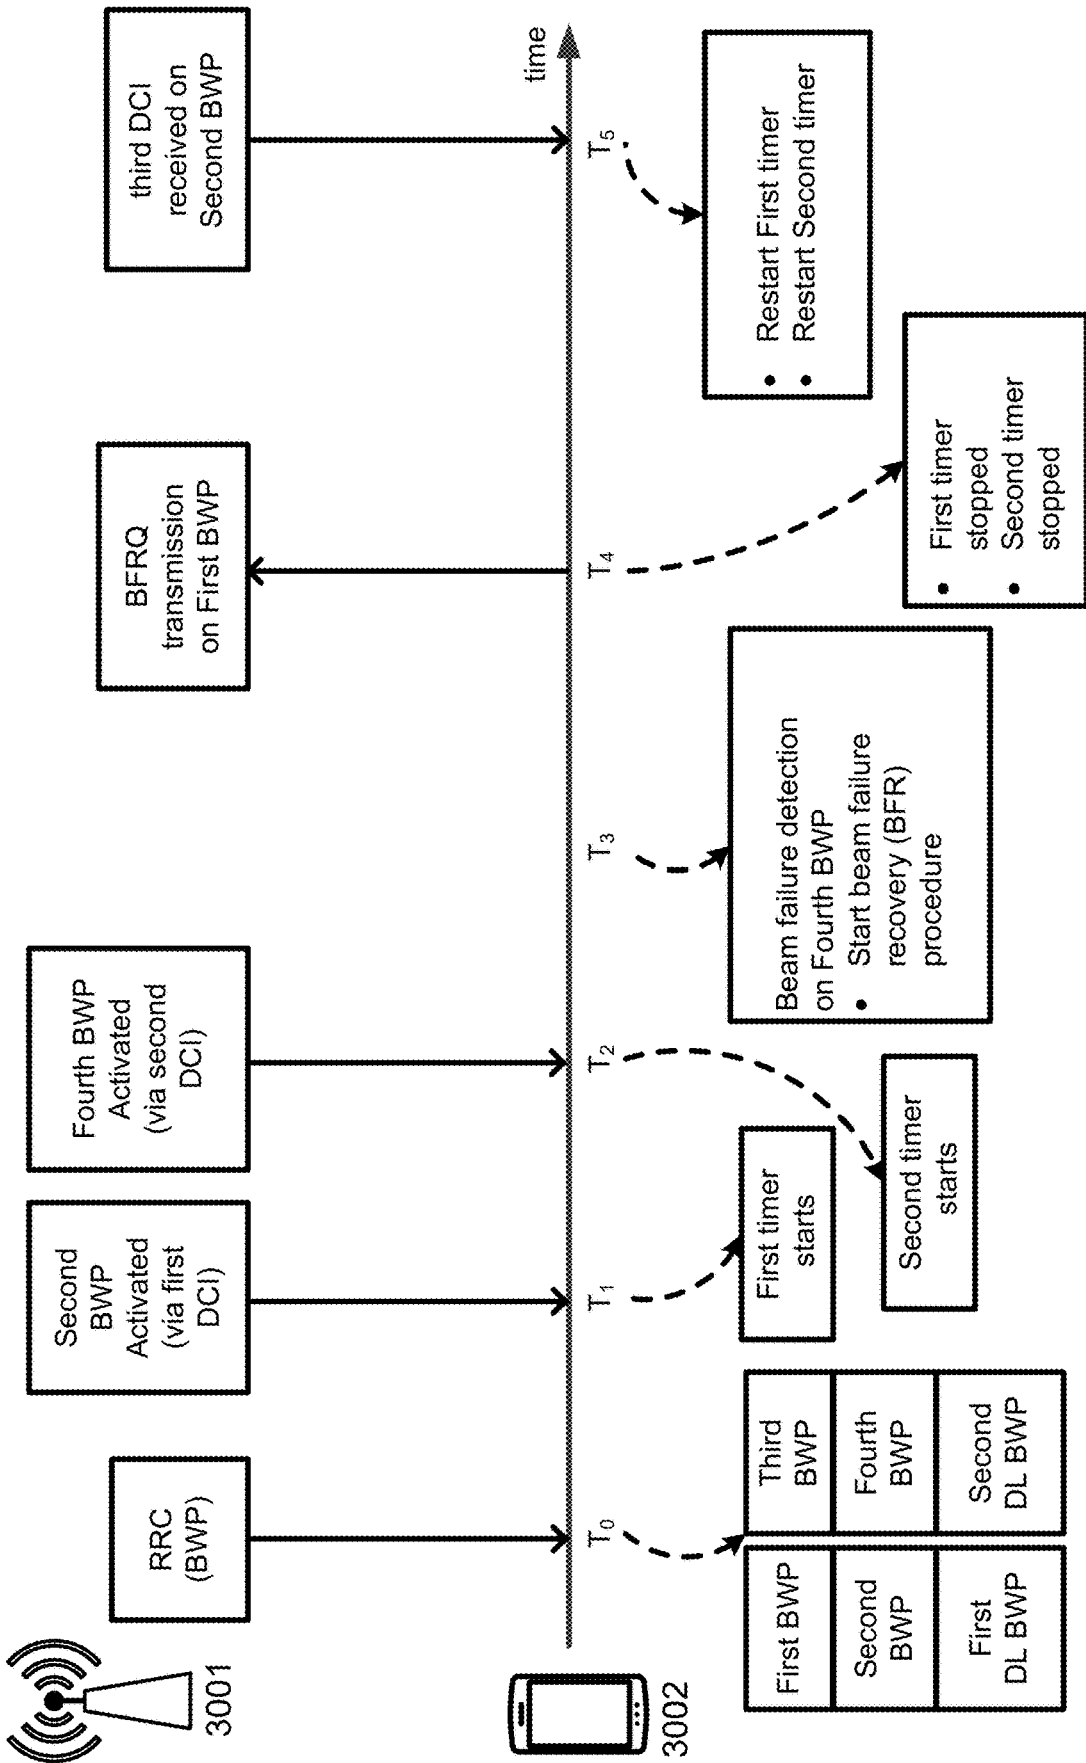 3001
RRC
(BWP)
Second
BWP
Activated
(via first
DCI)
Fourth BWP
Activated
(via second
DCI)
BFRQ
transmission
on First BWP
third DCI
received on
Second BWP
time
3002
T0
T1
T2
T3
T4
T5
First BWP
Third
BWP
Second
BWP
Fourth
BWP
First
DL BWP
Second
DL BWP
First timer
starts
Second timer
starts
Beam failure detection
on Fourth BWP
• Start beam failure
recovery (BFR)
procedure
• First timer
stopped
• Second timer
stopped
• Restart First timer
• Restart Second timer